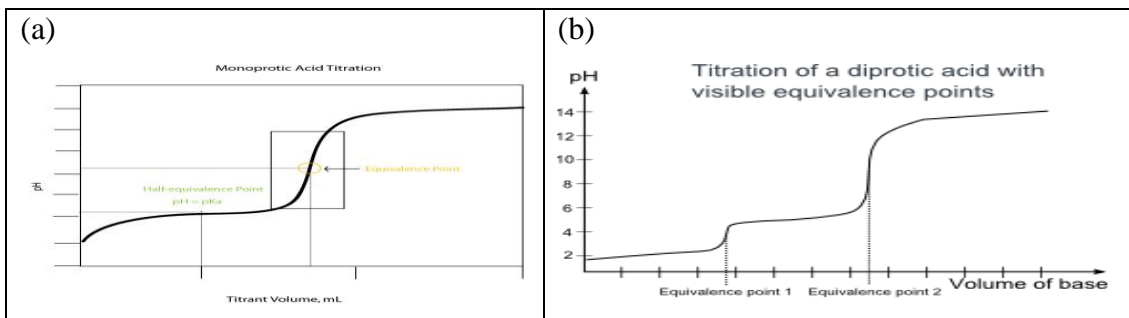 (a)
Monoprotic Acid Titration
Equivalence Point
Half-equivalence Point
pH = pKa
pH
Titrant Volume, mL
(b)
pH
Titration of a diprotic acid with
visible equivalence points
14
12
10
8
6
4
2
Volume of base
Equivalence point 1
Equivalence point 2